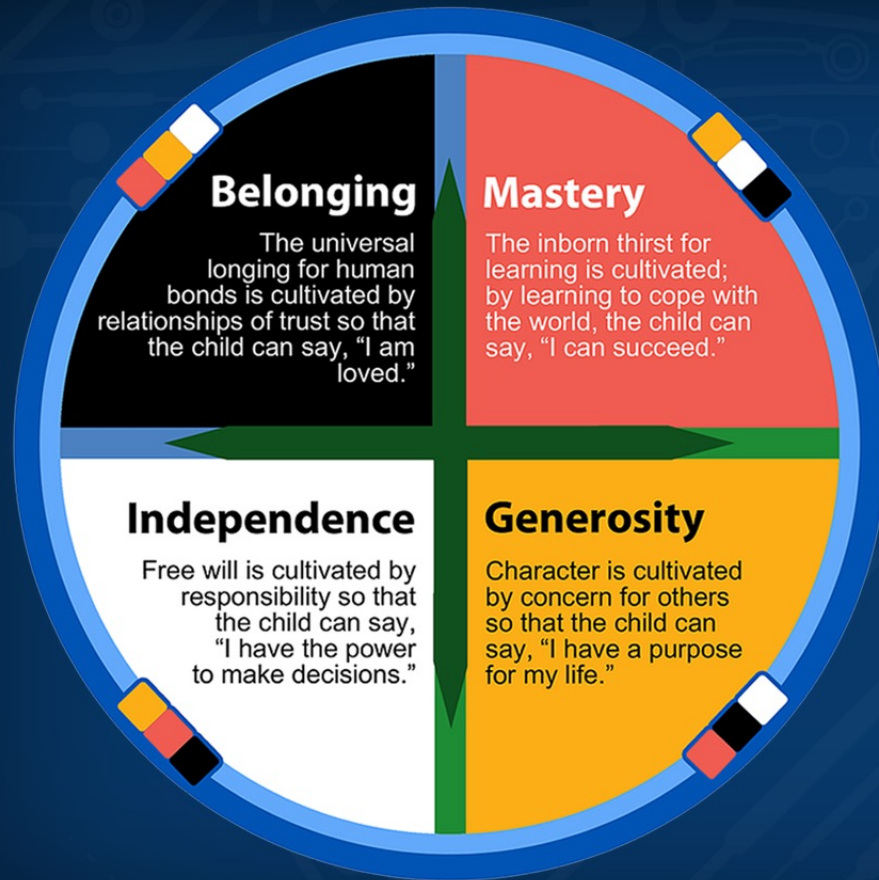 Belonging
The universal
longing for human
bonds is cultivated by
relationships of trust so that
the child can say, “I am
loved.”
Mastery
The inborn thirst for
learning is cultivated;
by learning to cope with
the world, the child can
say, “I can succeed.”
Independence
Free will is cultivated by
responsibility so that
the child can say,
“I have the power
to make decisions.”
Generosity
Character is cultivated
by concern for others
so that the child can
say, “I have a purpose
for my life.”